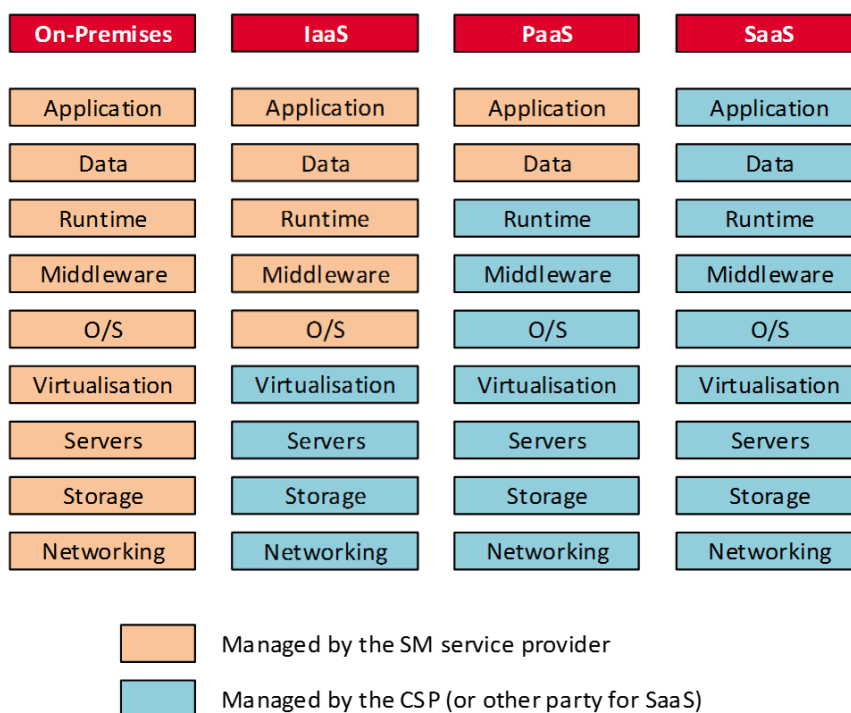 On-Premises IaaS PaaS SaaS
Application Application Application Application
Data Data Data Data
Runtime Runtime Runtime Runtime
Middleware Middleware Middleware Middleware
O/S O/S O/S O/S
Virtualisation Virtualisation Virtualisation Virtualisation
Servers Servers Servers Servers
Storage Storage Storage Storage
Networking Networking Networking Networking
Managed by the SM service provider
Managed by the CSP (or other party for SaaS)